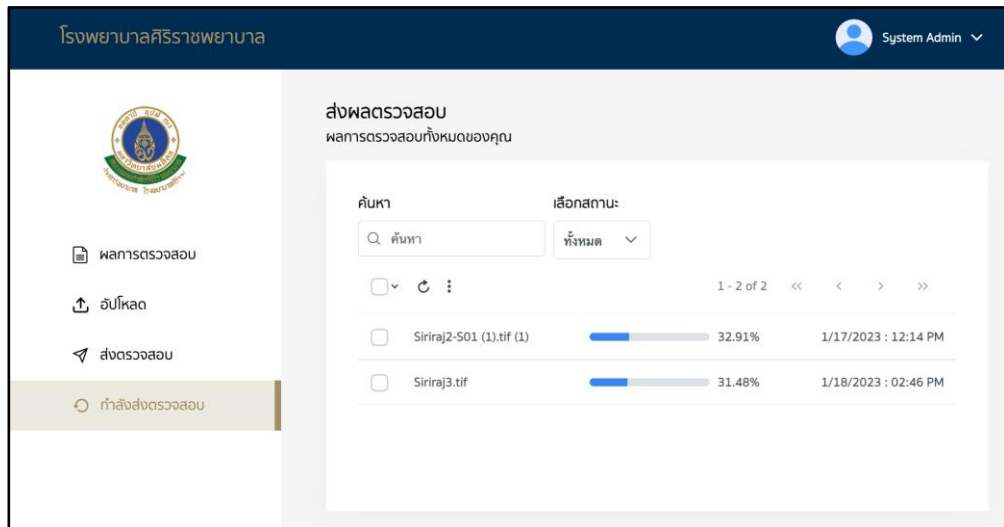 โรงพยาบาลศิริราชพยาบาล
System Admin
ส่งผลตรวจสอบ
ผลการตรวจสอบทั้งหมดของคุณ
ค้นหา
เลือกสถานะ
ค้นหา
ทั้งหมด
1 - 2 of 2
Siriraj2-S01 (1).tif (1) 32.91% 1/17/2023 : 12:14 PM
Siriraj3.tif 31.48% 1/18/2023 : 02:46 PM
ผลการตรวจสอบ
อัปโหลด
ส่งตรวจสอบ
กำลังส่งตรวจสอบ